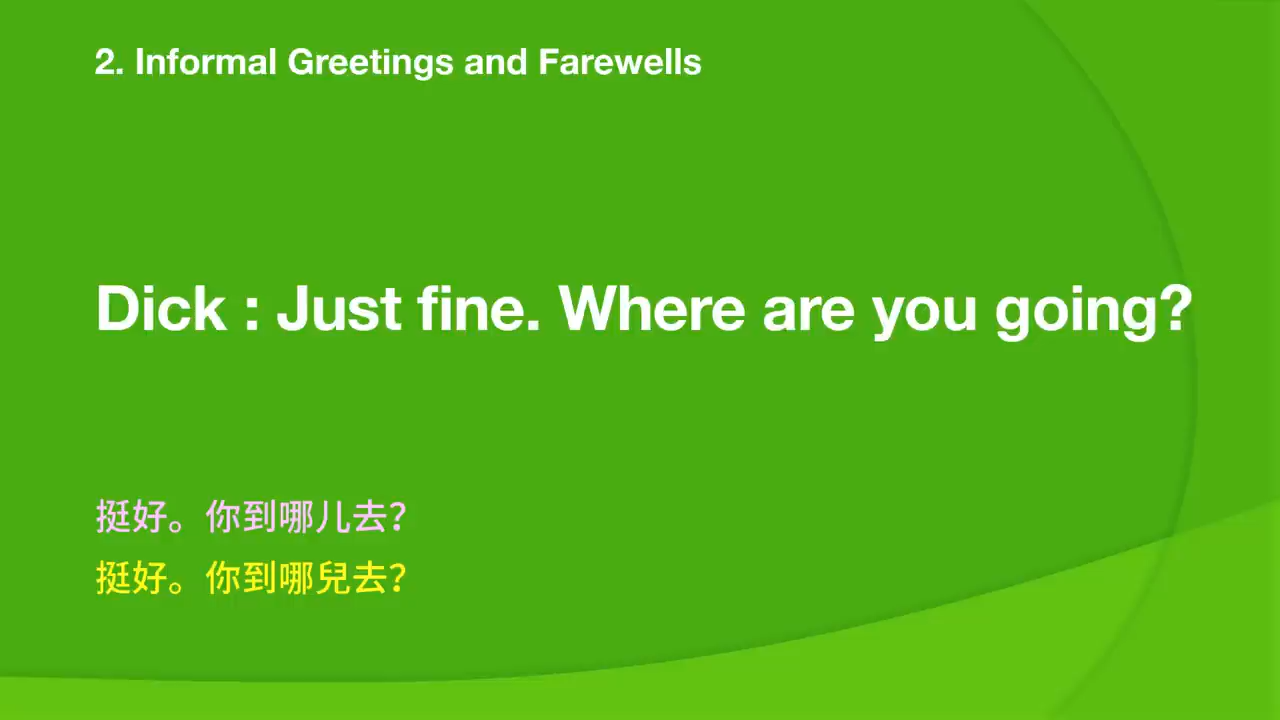 2. Informal Greetings and Farewells
Dick : Just fine. Where are you going?
挺好。你到哪儿去?
挺好。你到哪兒去?